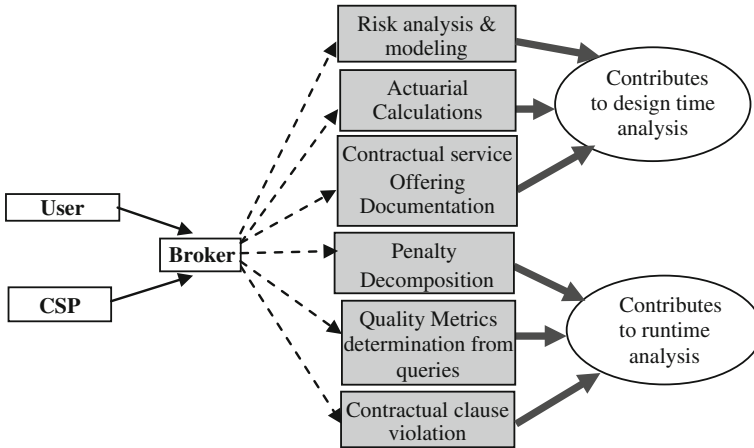 Risk analysis &
modeling
Actuarial
Calculations
Contractual service
Offering
Documentation
Penalty
Decomposition
Quality Metrics
determination from
queries
Contractual clause
violation
User
CSP
Broker
Contributes
to design time
analysis
Contributes
to runtime
analysis